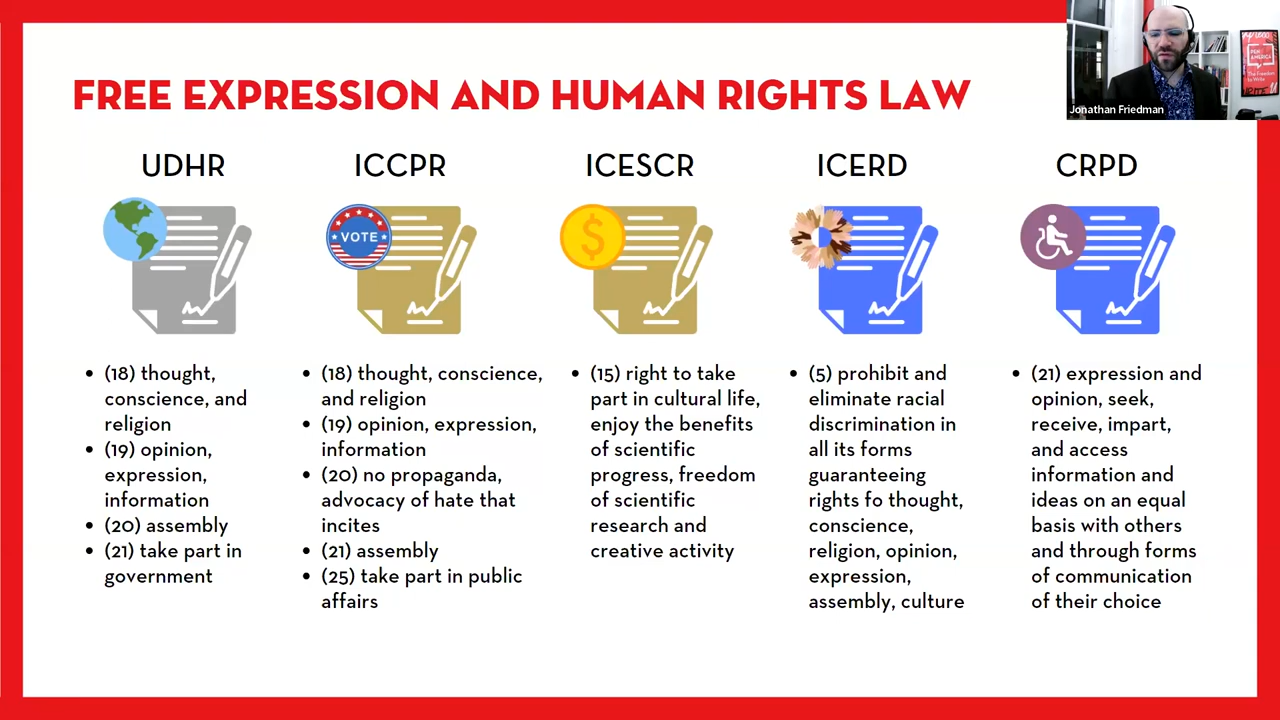 FREE EXPRESSION AND HUMAN RIGHTS LAW
Jonathan Friedman
PEN
AMERICA
The Freedom
to Write
UDHR
VOTE
$
(18) thought,
conscience, and
religion
(19) opinion,
expression,
information
(20) assembly
(21) take part in
government
ICCPR
(18) thought, conscience,
and religion
(19) opinion, expression,
information
(20) no propaganda,
advocacy of hate that
incites
(21) assembly
(25) take part in public
affairs
ICESCR
(15) right to take
part in cultural life,
enjoy the benefits
of scientific
progress, freedom
of scientific
research and
creative activity
ICERD
(5) prohibit and
eliminate racial
discrimination in
all its forms
guaranteeing
rights fo thought,
conscience,
religion, opinion,
expression,
assembly, culture
CRPD
(21) expression and
opinion, seek,
receive, impart,
and access
information and
ideas on an equal
basis with others
and through forms
of communication
of their choice